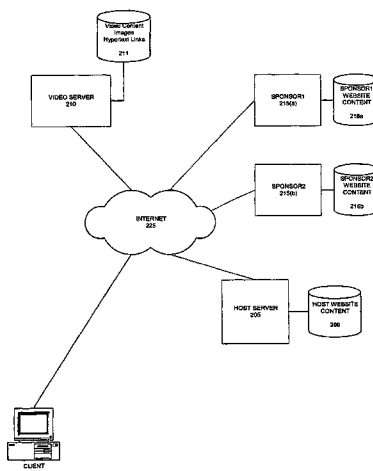 Video Content
Images
Hypertext Links
211
VIDEO SERVER
210
SPONSOR1
215(a)
SPONSOR1
WEBSITE
CONTENT
216a
SPONSOR2
215(b)
SPONSOR2
WEBSITE
CONTENT
216b
INTERNET
225
HOST SERVER
205
HOST WEBSITE
CONTENT
206
CLIENT